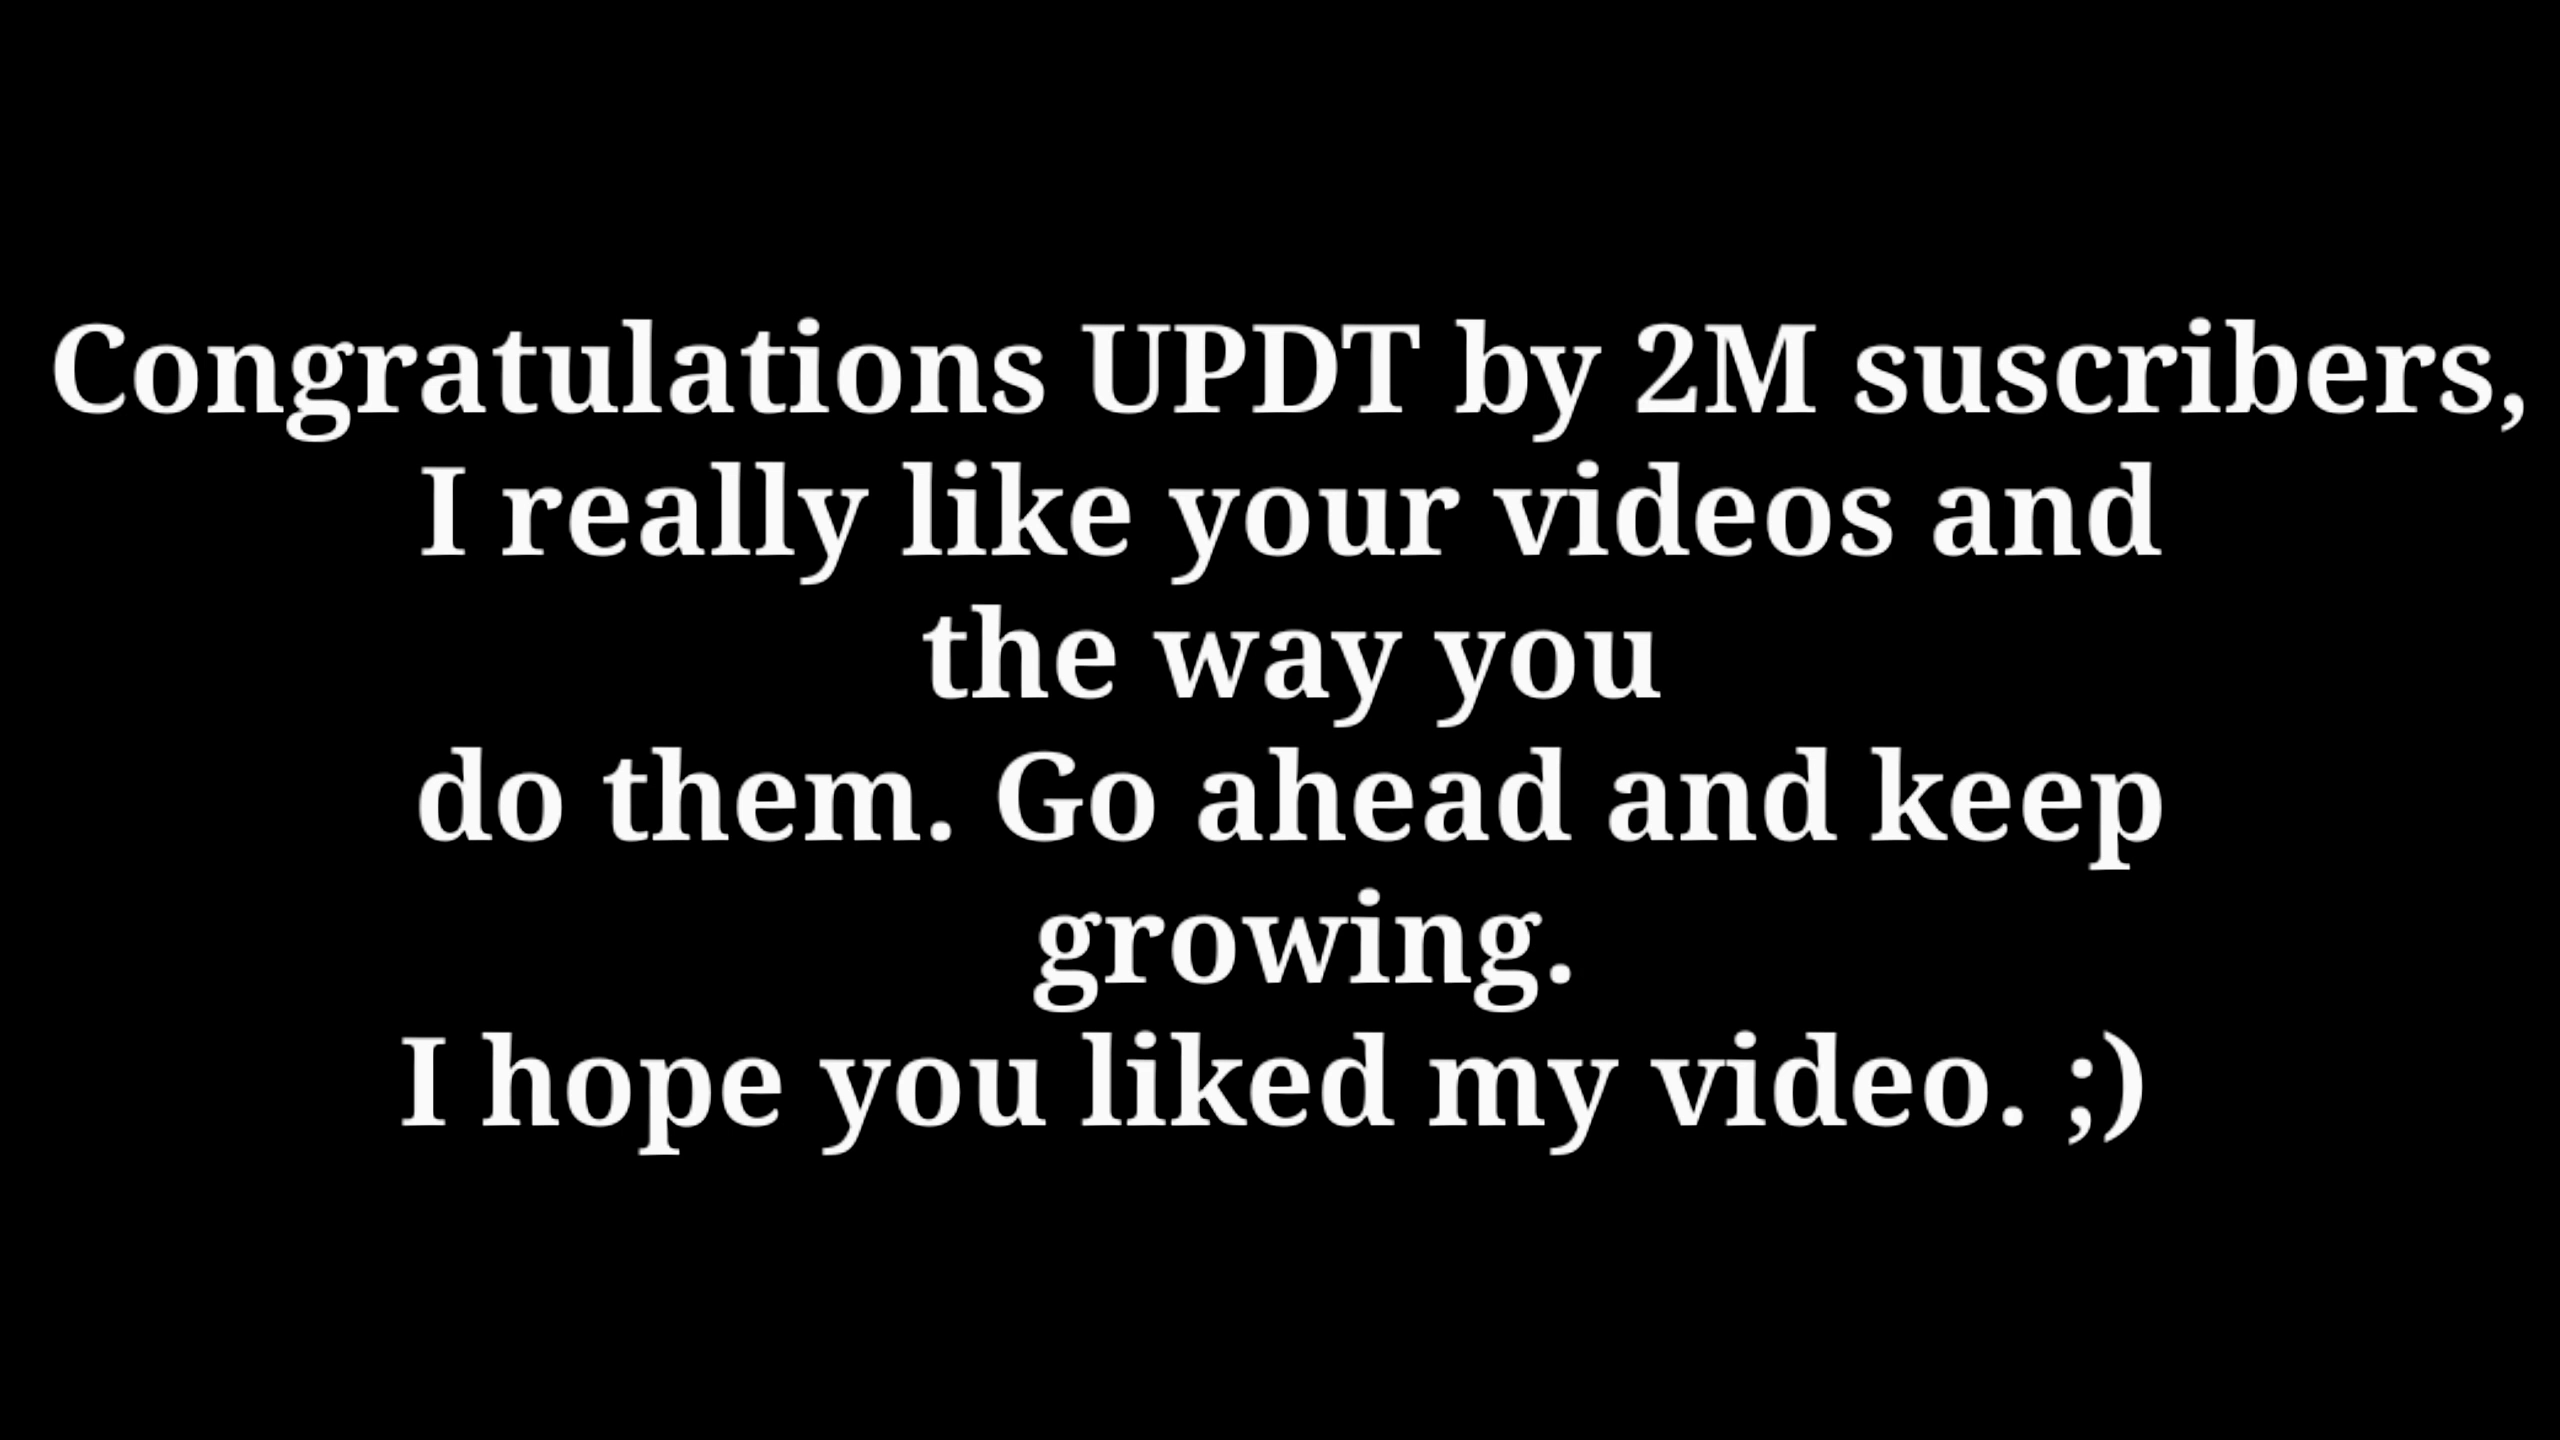 Congratulations UPDT by 2M suscribers,
I really like your videos and
the way you
do them. Go ahead and keep
growing.
I hope you liked my video. ;)